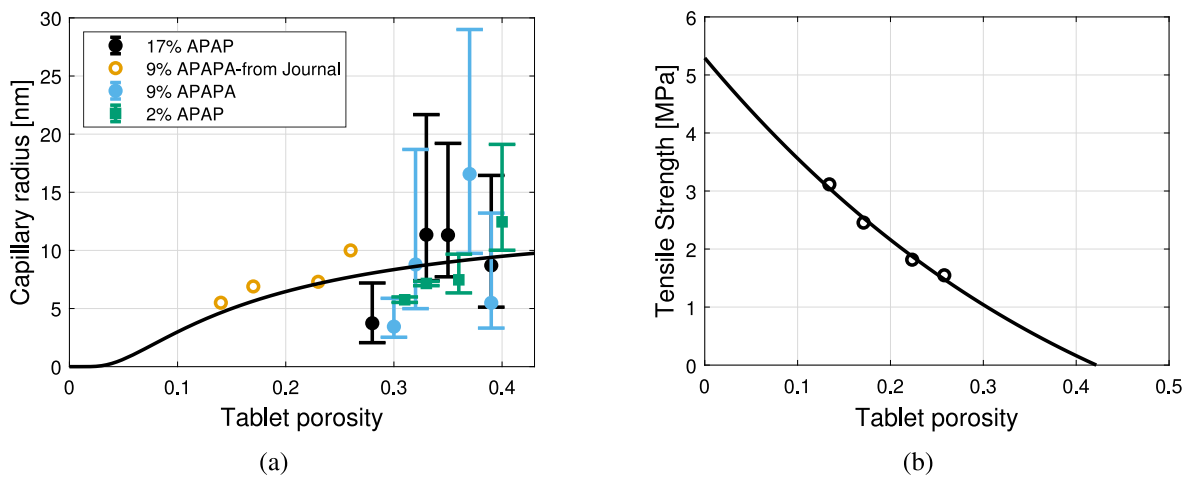 30
25
20
15
10
5
0
Capillary radius [nm]
17% APAP
9% APAPA-from Journal
9% APAPA
2% APAP
0
0.1
0.2
0.3
0.4
Tablet porosity
(a)
6
5
4
3
2
1
0
Tensile Strength [MPa]
0
0.1
0.2
0.3
0.4
0.5
Tablet porosity
(b)